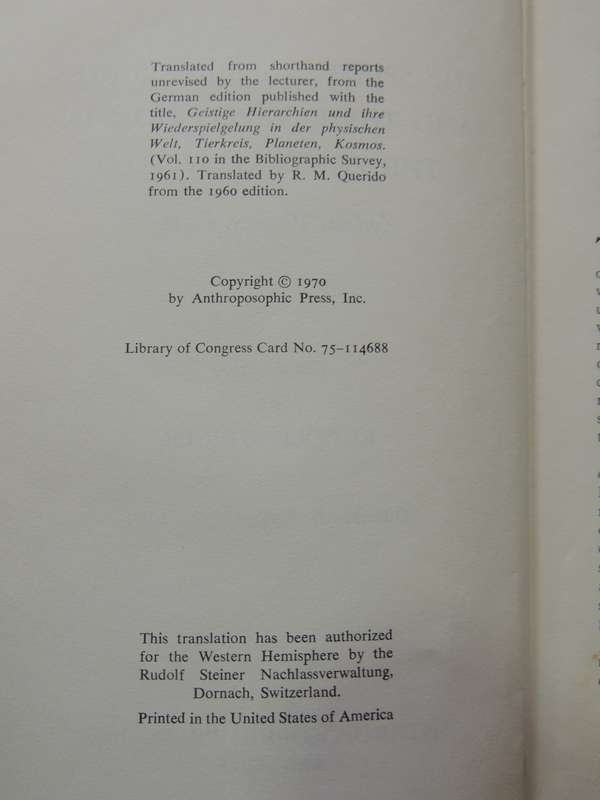 Translated from shorthand reports
unrevised by the lecturer, from the
German edition published with the
title, Geistige Hierarchien und ihre
Wiederspielgelung in der physischen
Welt, Tierkreis, Planeten, Kosmos.
(Vol. 110 in the Bibliographic Survey,
1961). Translated by R. M. Querido
from the 1960 edition.
Copyright © 1970
by Anthroposophic Press, Inc.
Library of Congress Card No. 75–114688
This translation has been authorized
for the Western Hemisphere by the
Rudolf Steiner Nachlassverwaltung,
Dornach, Switzerland.
Printed in the United States of America